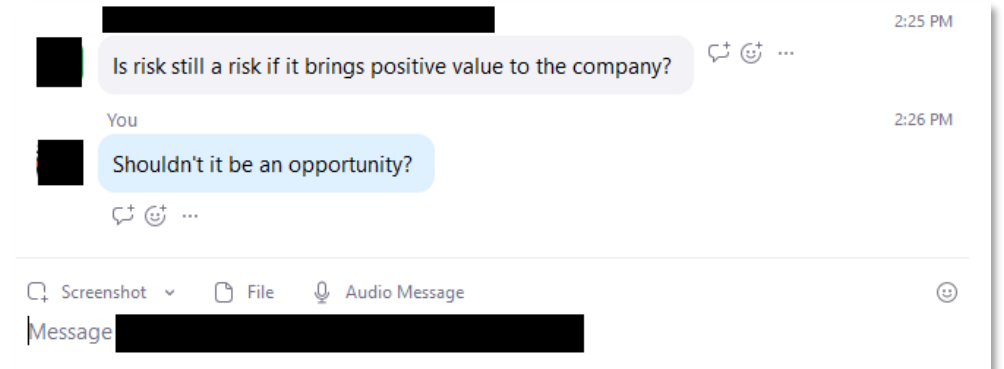 2:25 PM
Is risk still a risk if it brings positive value to the company?
You
2:26 PM
Shouldn't it be an opportunity?
Screenshot
File
Audio Message
Message